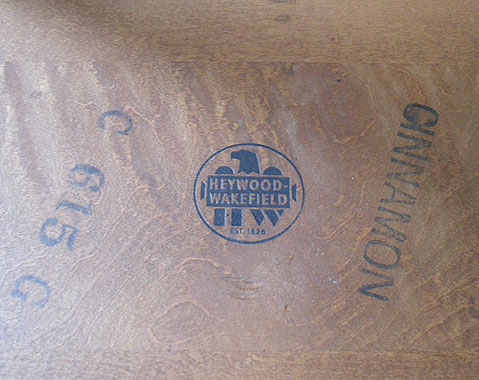 C 615 G
HEYWOOD-
WAKEFIELD
HW
EST. 1826
CINNAMON